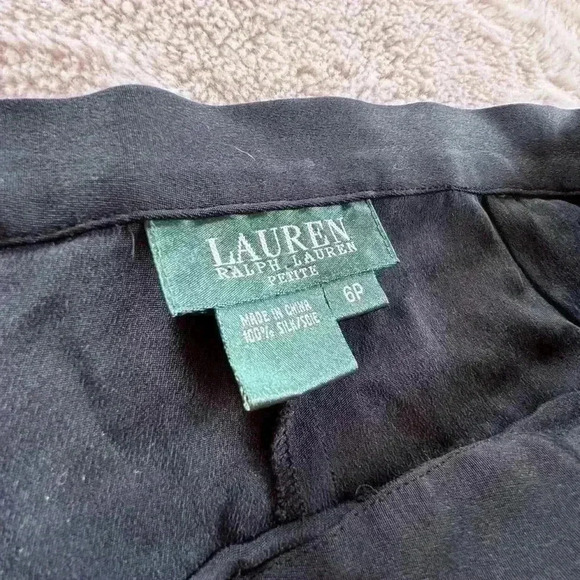 LAUREN
RALPH LAUREN
PETITE
6P
MADE IN CHINA
100% SILK/SOIE